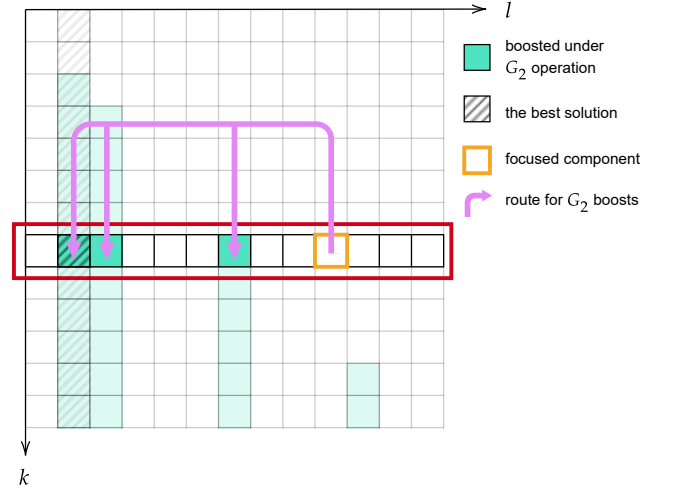 l
boosted under
G₂ operation
the best solution
focused component
route for G₂ boosts
k